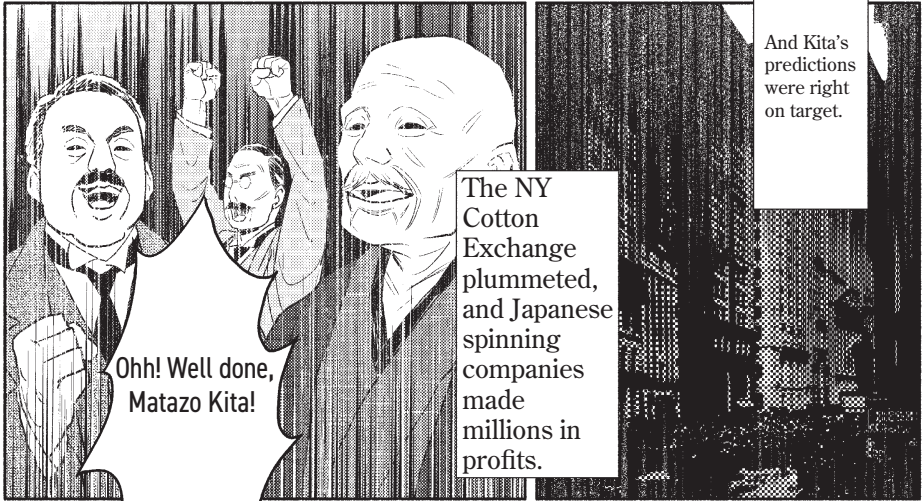 And Kita's
predictions
were right
on target.
The NY
Cotton
Exchange
plummeted,
and Japanese
spinning
companies
made
millions in
profits.
Ohh! Well done,
Matazo Kita!